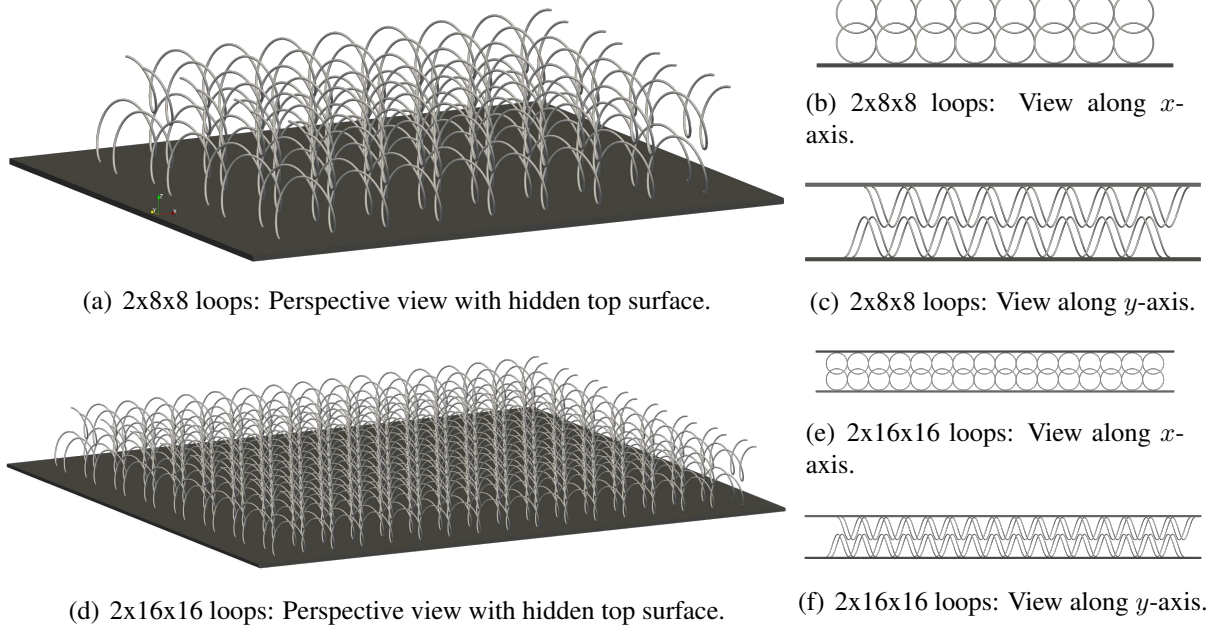 (a) 2x8x8 loops: Perspective view with hidden top surface.
(b) 2x8x8 loops: View along x-
axis.
(c) 2x8x8 loops: View along y-axis.
(d) 2x16x16 loops: Perspective view with hidden top surface.
(e) 2x16x16 loops: View along x-
axis.
(f) 2x16x16 loops: View along y-axis.